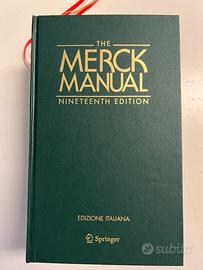 THE
MERCK
MANUAL
NINETEENTH EDITION
EDIZIONE ITALIANA
Springer
subito